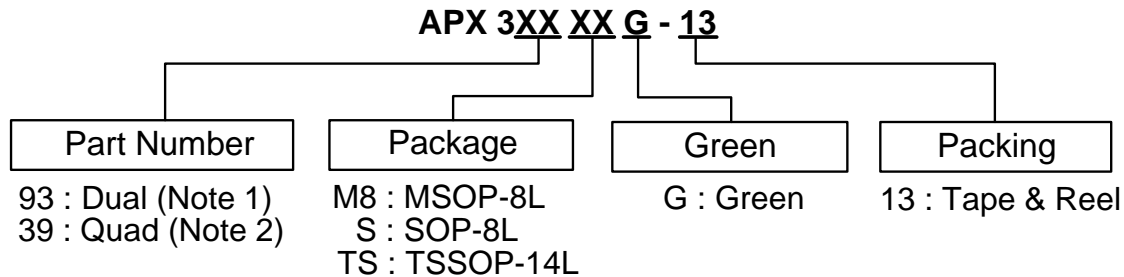 APX 3XX XX G - 13
Part Number
Package
Green
Packing
93 : Dual (Note 1)
39 : Quad (Note 2)
M8 : MSOP-8L
S : SOP-8L
TS : TSSOP-14L
G : Green
13 : Tape & Reel